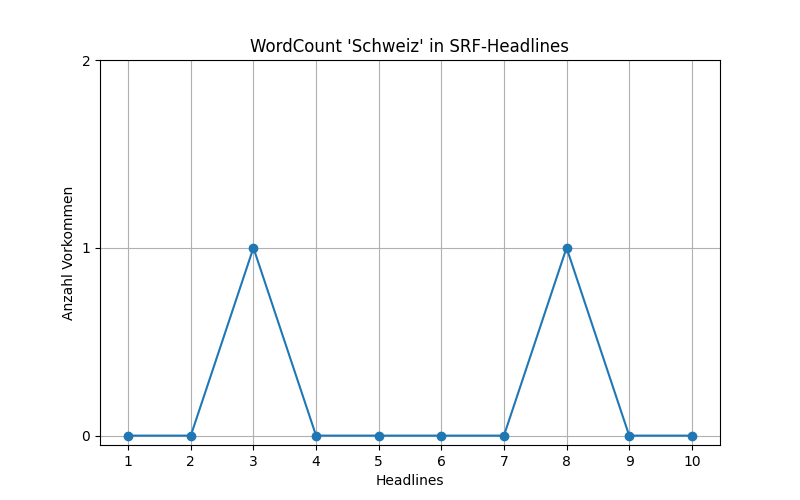 WordCount 'Schweiz' in SRF-Headlines
2
1
0
Anzahl Vorkommen
1 2 3 4 5 6 7 8 9 10
Headlines